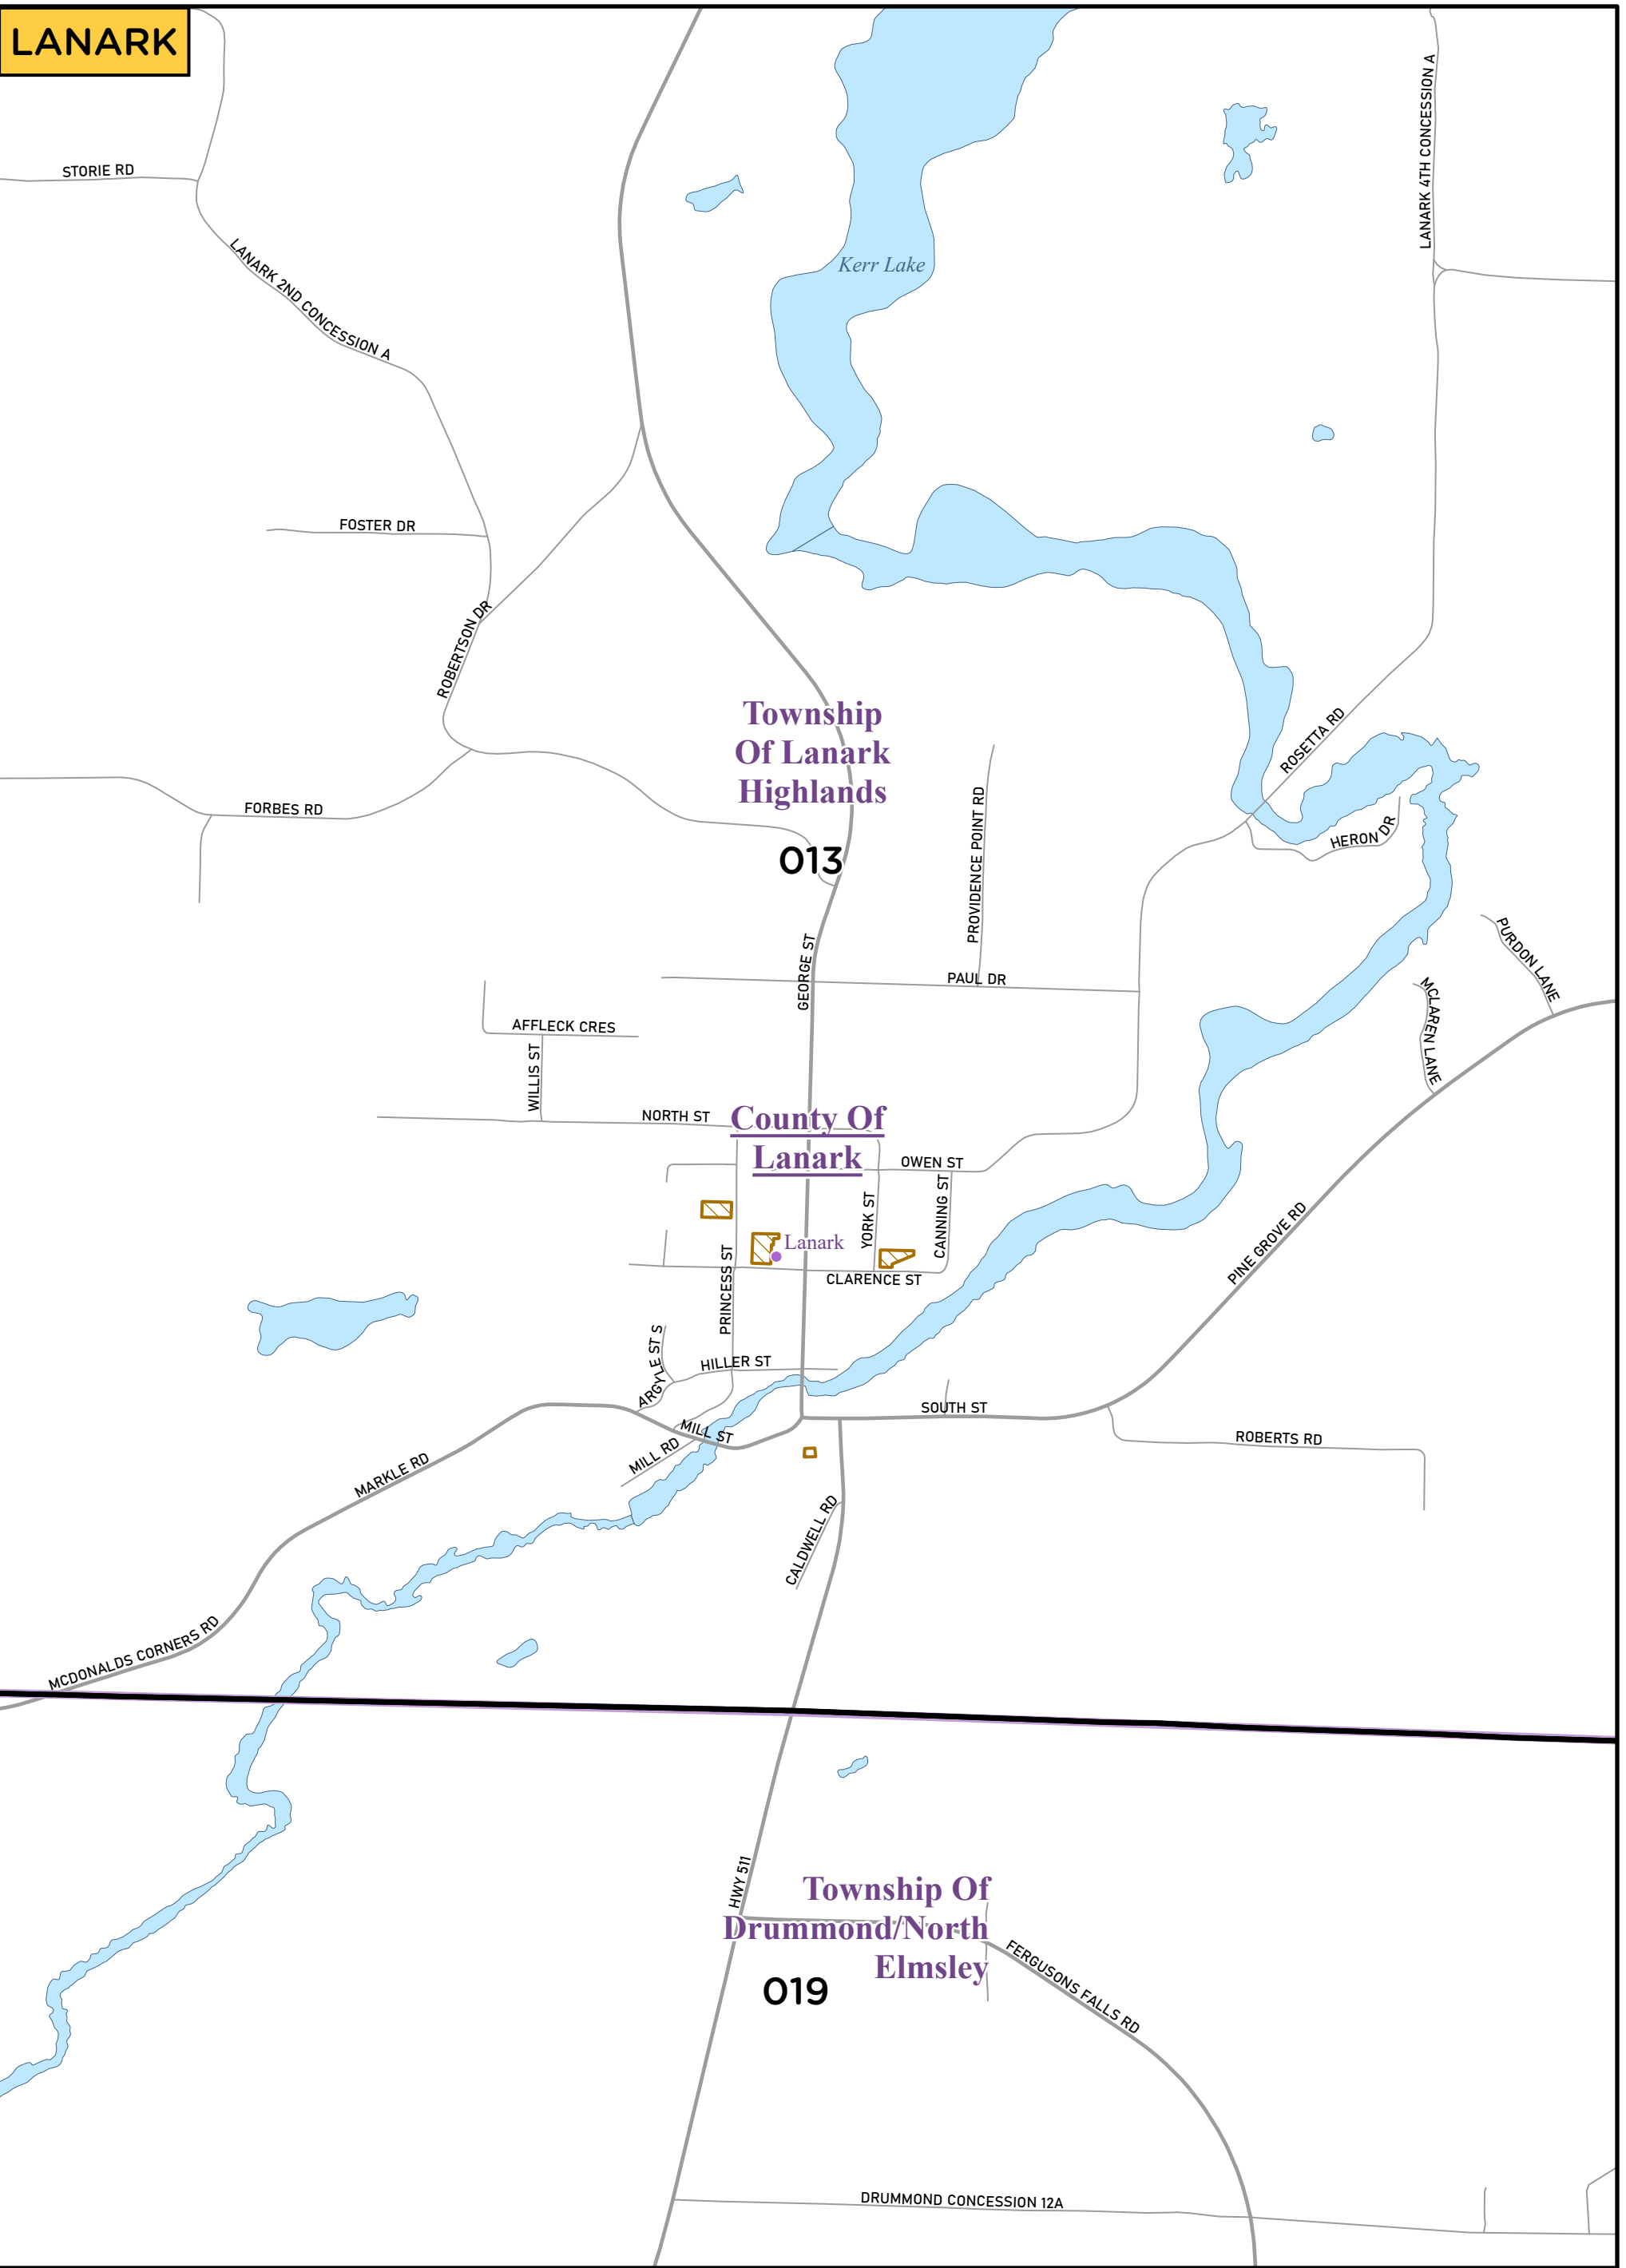 LANARK
LANARK 4TH CONCESSION A
STORIE RD
LANARK 2ND CONCESSION A
Kerr Lake
FOSTER DR
ROBERTSON DR
Township
Of Lanark
Highlands
ROSETTA RD
FORBES RD
PROVIDENCE POINT RD
HERON DR
013
GEORGE ST
PURDON LANE
PAUL DR
MCLAREN LANE
AFFLECK CRES
WILLIS ST
NORTH ST
County Of
Lanark
OWEN ST
YORK ST
CANNING ST
Lanark
PRINCESS ST
CLARENCE ST
PINE GROVE RD
ARGYLE ST S
HILLER ST
SOUTH ST
MILL ST
MILL RD
ROBERTS RD
MARKLE RD
CALDWELL RD
MCDONALDS CORNERS RD
HWY 511
Township Of
Drummond/North
Elmsley
019
FERGUSONS FALLS RD
DRUMMOND CONCESSION 12A